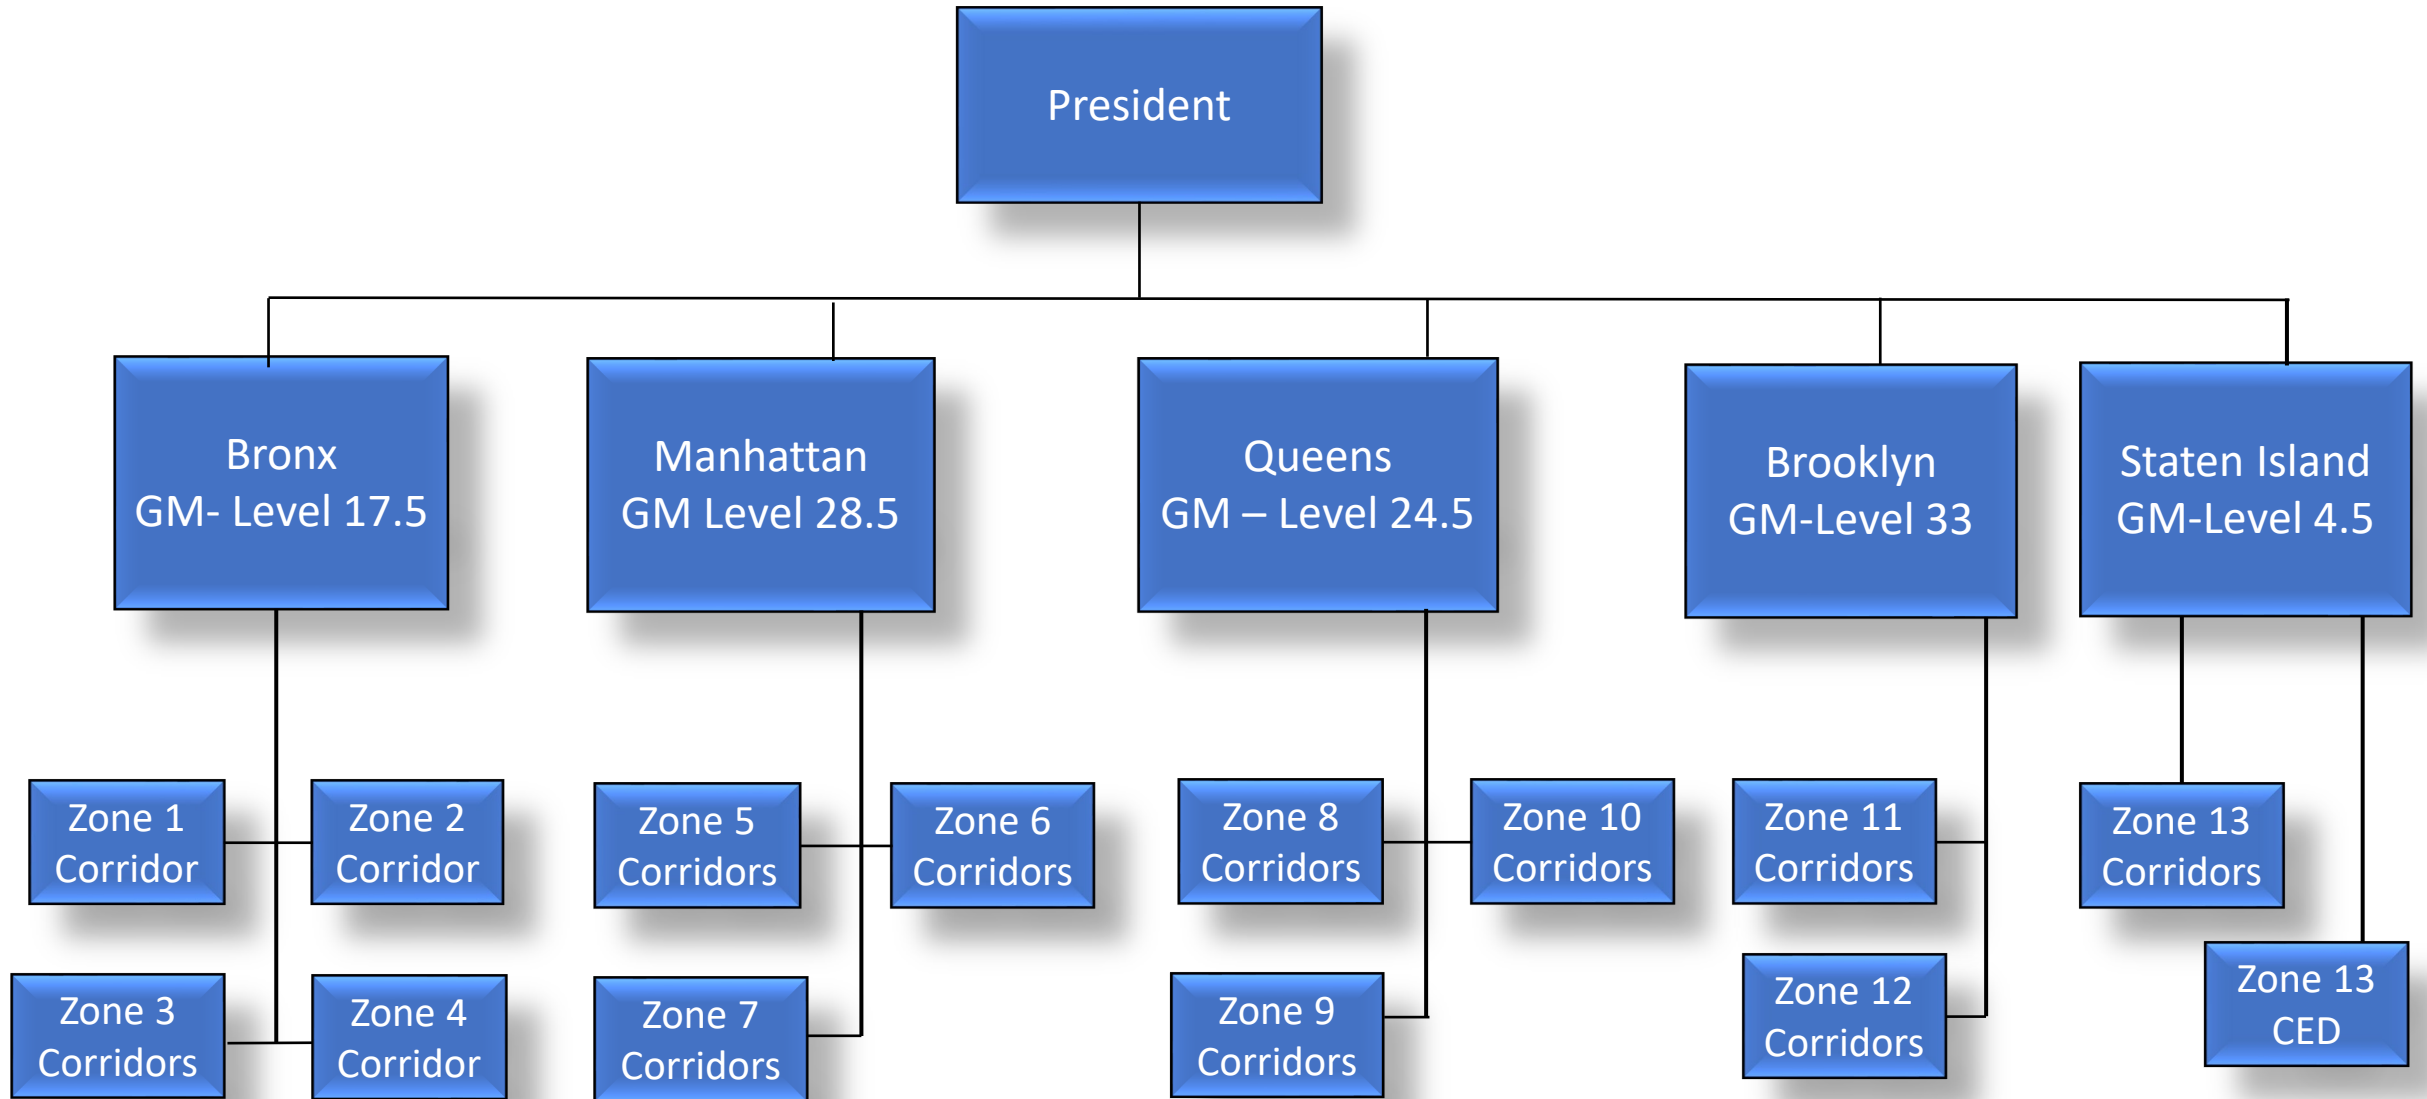 President
Bronx
GM- Level 17.5
Manhattan
GM Level 28.5
Queens
GM – Level 24.5
Brooklyn
GM-Level 33
Staten Island
GM-Level 4.5
Zone 1
Corridor
Zone 2
Corridor
Zone 5
Corridors
Zone 6
Corridors
Zone 8
Corridors
Zone 10
Corridors
Zone 11
Corridors
Zone 13
Corridors
Zone 3
Corridors
Zone 4
Corridor
Zone 7
Corridors
Zone 9
Corridors
Zone 12
Corridors
Zone 13
CED